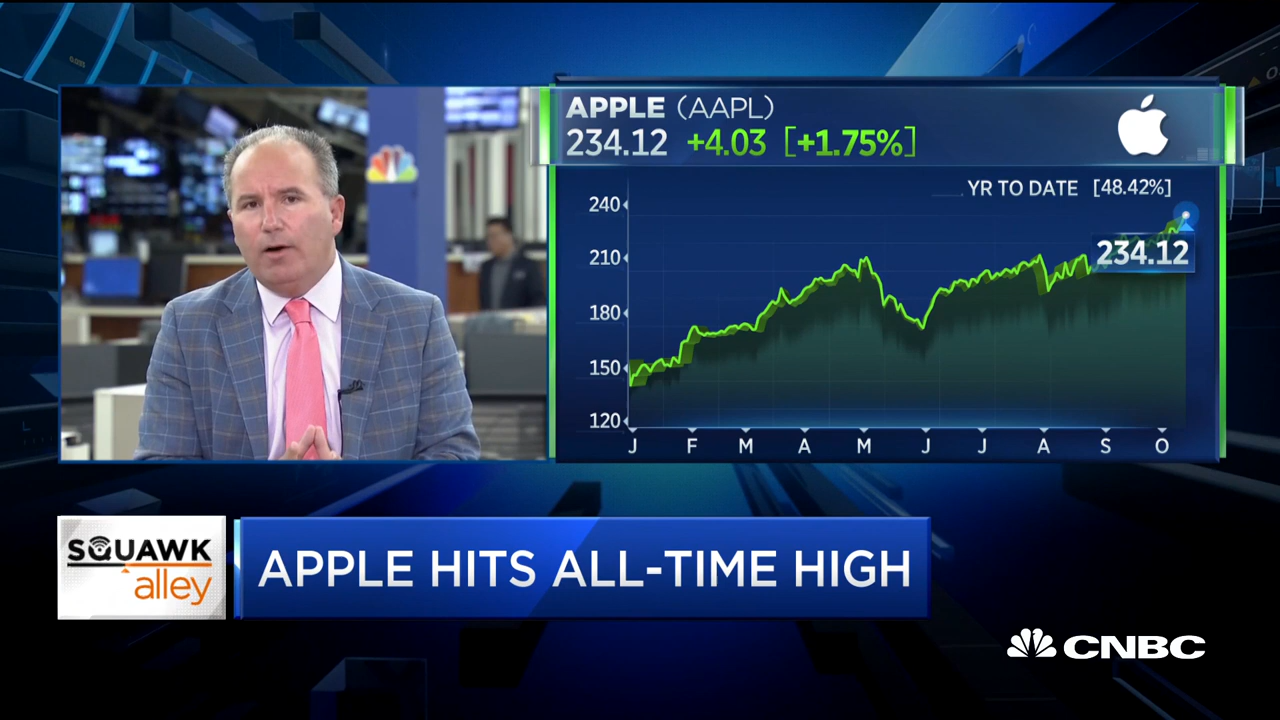 APPLE (AAPL)
234.12 +4.03 [+1.75%]
YR TO DATE [48.42%]
240
210
180
150
120
234.12
J F M A M J J A S O
SQUAWK
alley
APPLE HITS ALL-TIME HIGH
CNBC